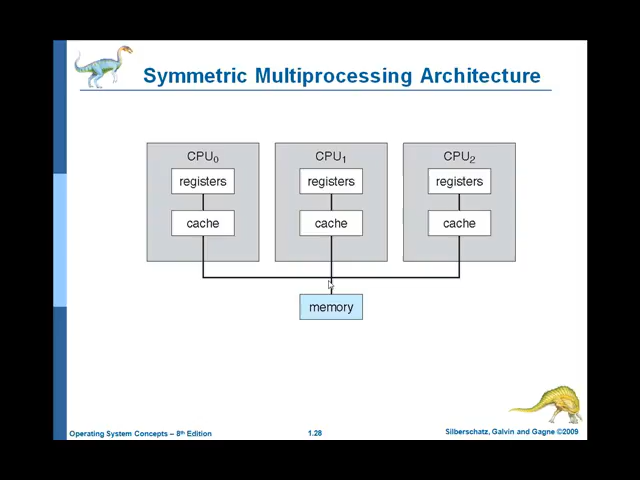 Symmetric Multiprocessing Architecture
CPU0 CPU1 CPU2
registers registers registers
cache cache cache
memory
Operating System Concepts – 8th Edition 1.28 Silberschatz, Galvin and Gagne ©2009